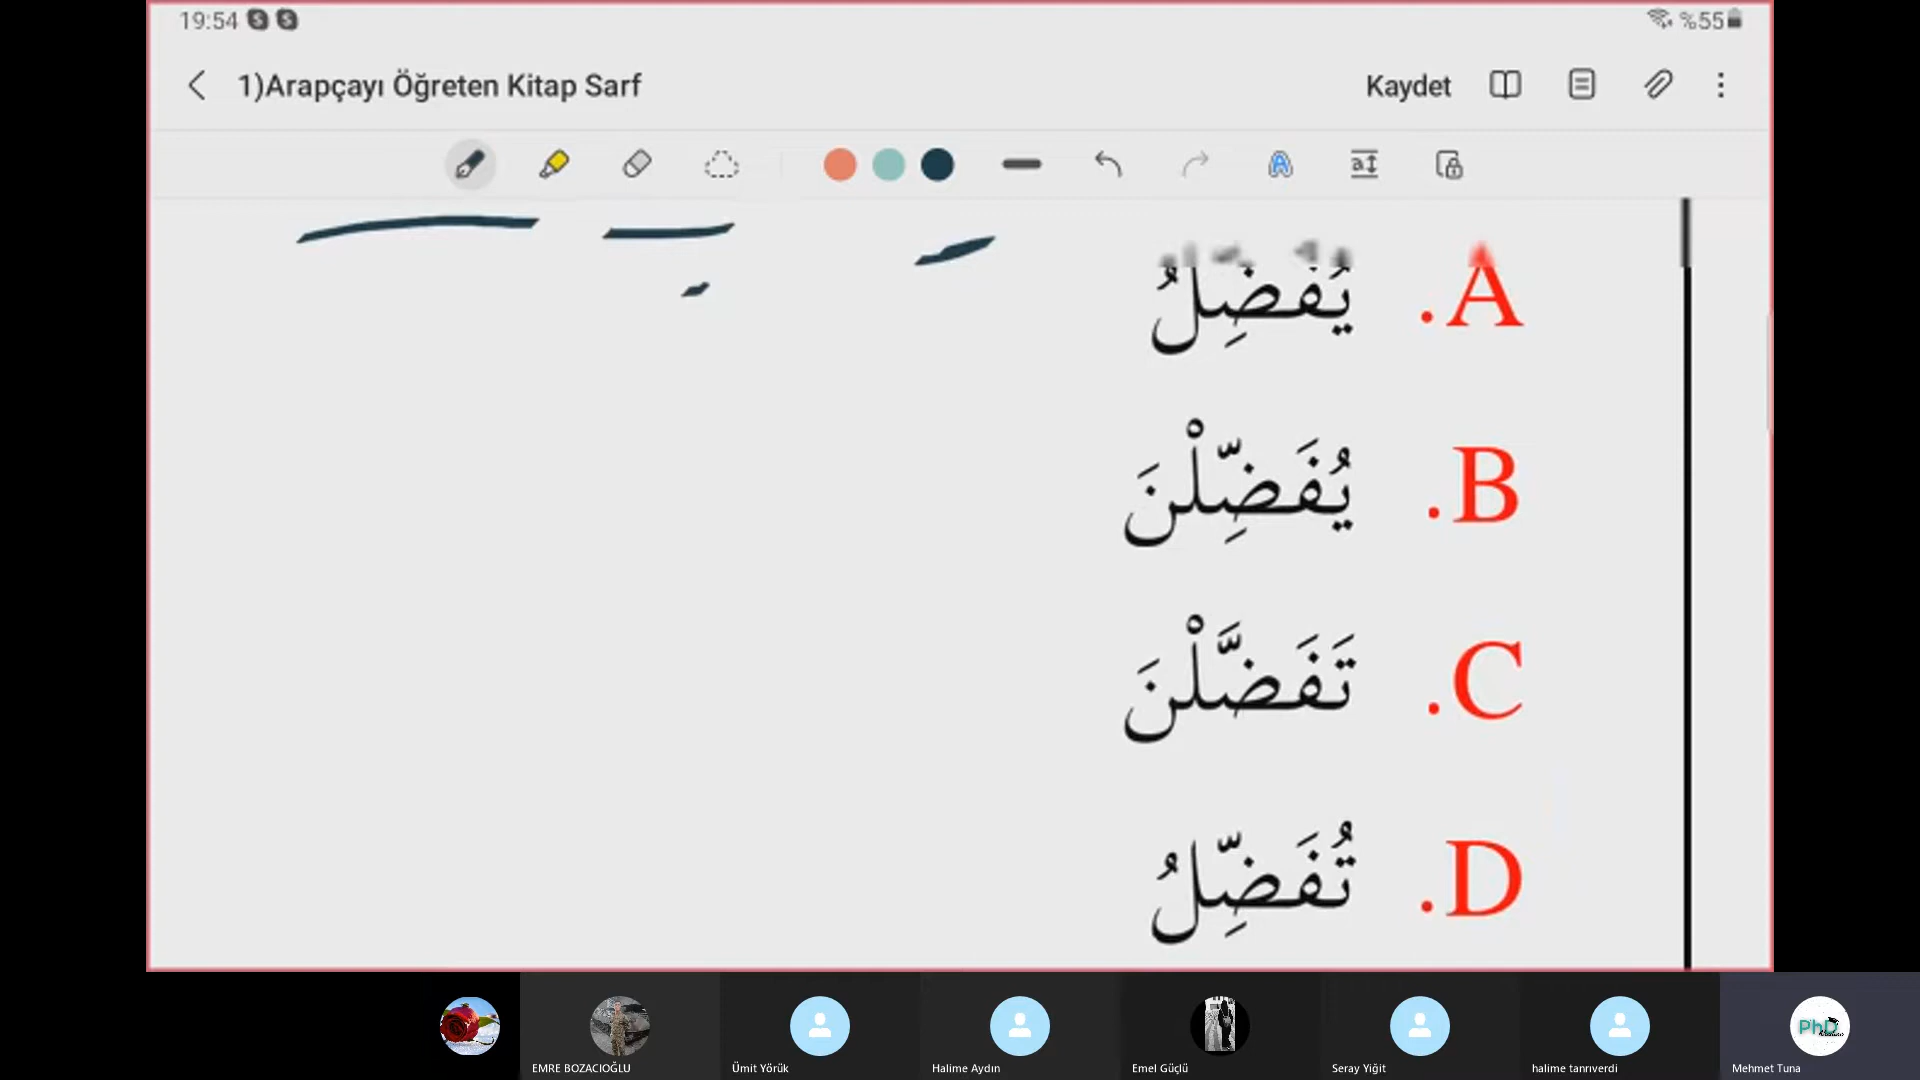 19:54 %55
1)Arapçayı Öğreten Kitap Sarf Kaydet
A. يُفَضِّلُ
B. يُفَضِّلْنَ
C. تَفَضَّلْنَ
D. تُفَضِّلُ
EMRE BOZACIOĞLU Ümit Yörük Halime Aydın Emel Güçlü Seray Yiğit halime tanrıverdi Mehmet Tuna